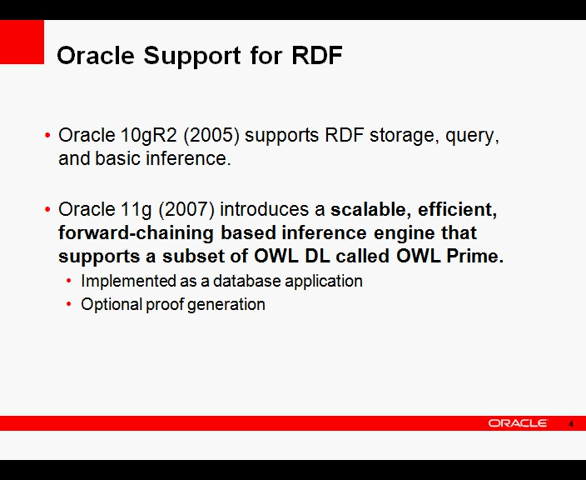 Oracle Support for RDF
• Oracle 10gR2 (2005) supports RDF storage, query,
and basic inference.
• Oracle 11g (2007) introduces a scalable, efficient,
forward-chaining based inference engine that
supports a subset of OWL DL called OWL Prime.
• Implemented as a database application
• Optional proof generation
ORACLE 4